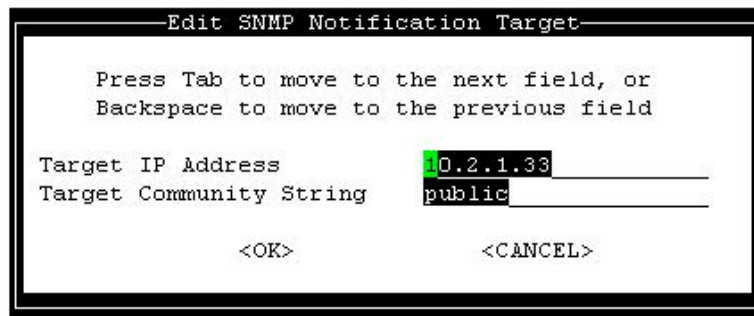 Edit SNMP Notification Target
Press Tab to move to the next field, or
Backspace to move to the previous field
Target IP Address 10.2.1.33
Target Community String public
<OK> <CANCEL>